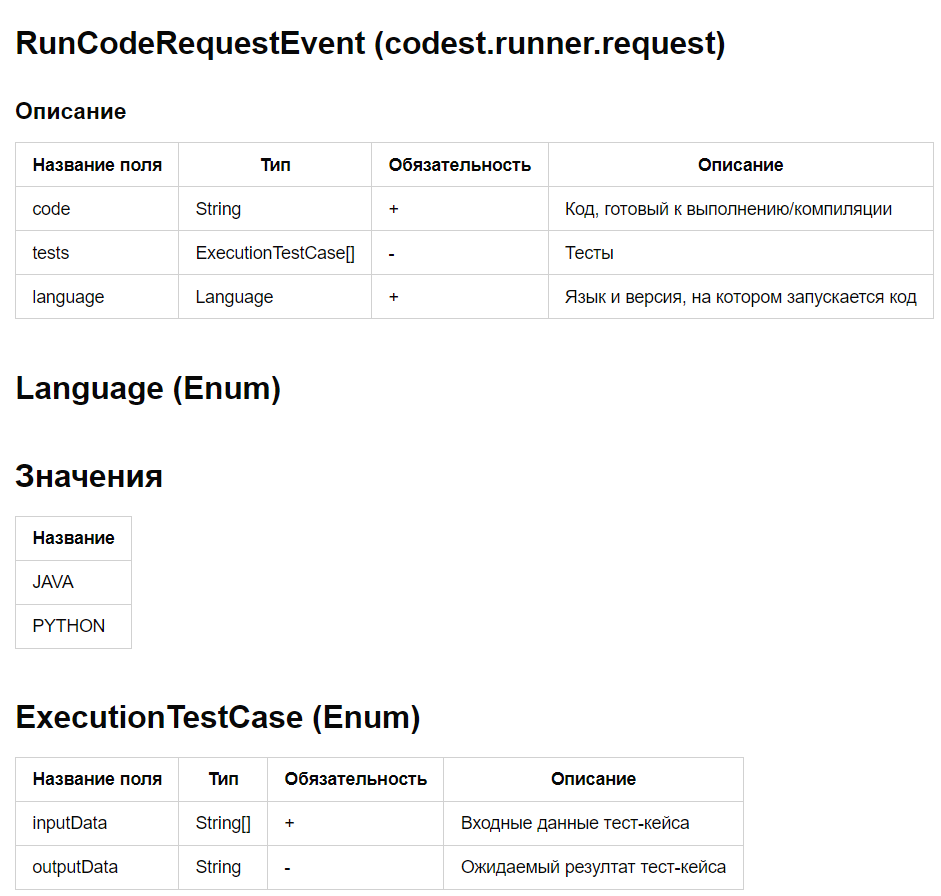 RunCodeRequestEvent (codest.runner.request)
Описание
Название поля Тип Обязательность Описание
code String + Код, готовый к выполнению/компиляции
tests ExecutionTestCase[] - Тесты
language Language + Язык и версия, на котором запускается код
Language (Enum)
Значения
Название
JAVA
PYTHON
ExecutionTestCase (Enum)
Название поля Тип Обязательность Описание
inputData String[] + Входные данные тест-кейса
outputData String - Ожидаемый резултат тест-кейса